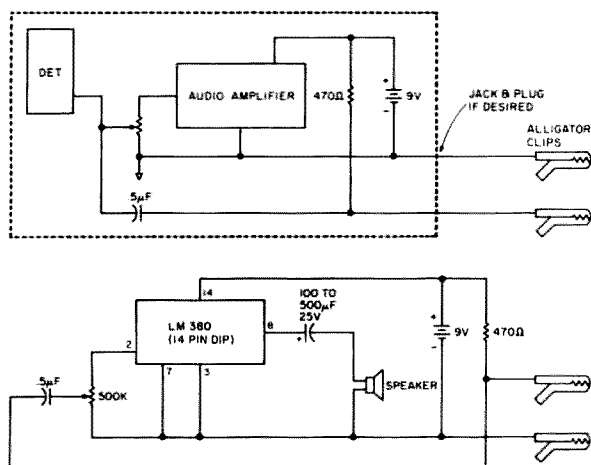 DET
AUDIO AMPLIFIER
470Ω
+
9V
-
JACK & PLUG
IF DESIRED
ALLIGATOR
CLIPS
.5µF
14
LM 380
(14 PIN DIP)
2
8
7
3
100 TO
500µF
25V
+
SPEAKER
+
9V
-
470Ω
.5µF
500K